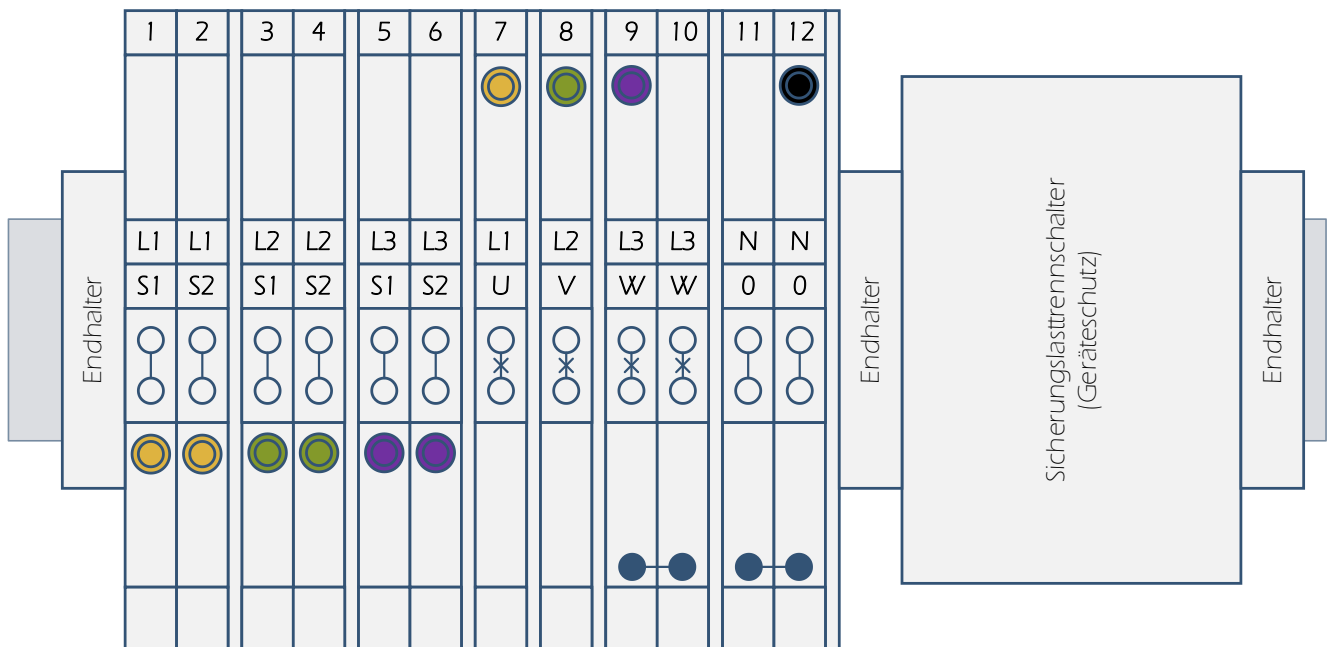 1 2 3 4 5 6 7 8 9 10 11 12
L1 L1 L2 L2 L3 L3 L1 L2 L3 L3 N N
S1 S2 S1 S2 S1 S2 U V W W 0 0
Endhalter
Endhalter
Sicherungslasttrennschalter
(Geräteschutz)
Endhalter